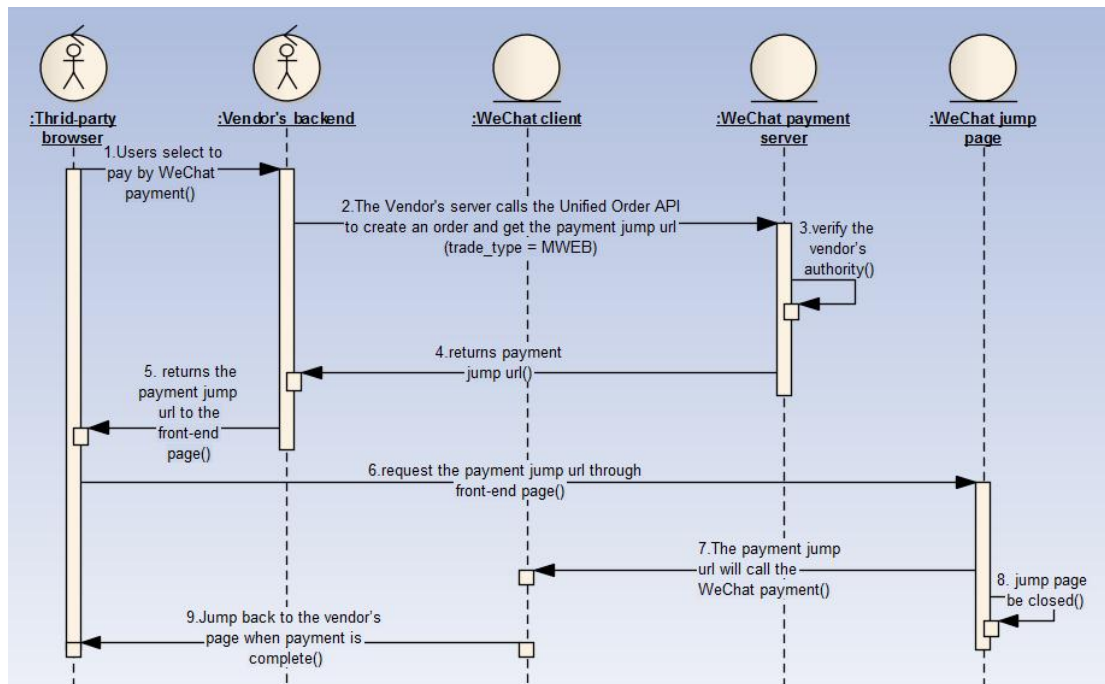 :Thrid-party
browser
:Vendor's backend
:WeChat client
:WeChat payment
server
:WeChat jump
page
1.Users select to
pay by WeChat
payment()
2.The Vendor's server calls the Unified Order API
to create an order and get the payment jump url
(trade_type = MWEB)
3.verify the
vendor's
authority()
4.returns payment
jump url()
5. returns the
payment jump
url to the
front-end
page()
6.request the payment jump url through
front-end page()
7.The payment jump
url will call the
WeChat payment()
8. jump page
be closed()
9.Jump back to the vendor's
page when payment is
complete()